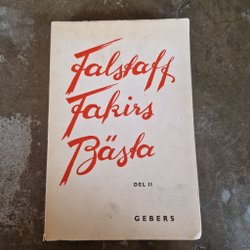 Falstaff
Fakirs
Bästa
DEL II
GEBERS